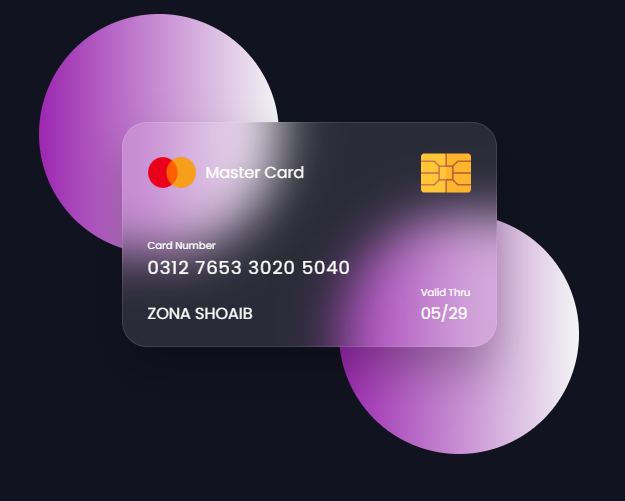 Master Card
Card Number
0312 7653 3020 5040
Valid Thru
ZONA SHOAIB
05/29